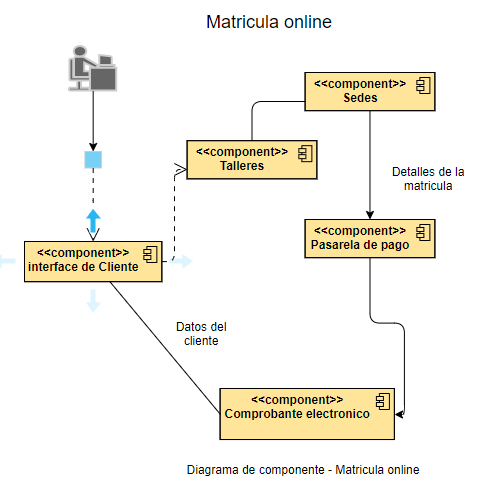 Matricula online
<<component>>
Sedes
<<component>>
Talleres
Detalles de la
matricula
<<component>>
Pasarela de pago
<<component>>
interface de Cliente
Datos del
cliente
<<component>>
Comprobante electronico
Diagrama de componente - Matricula online